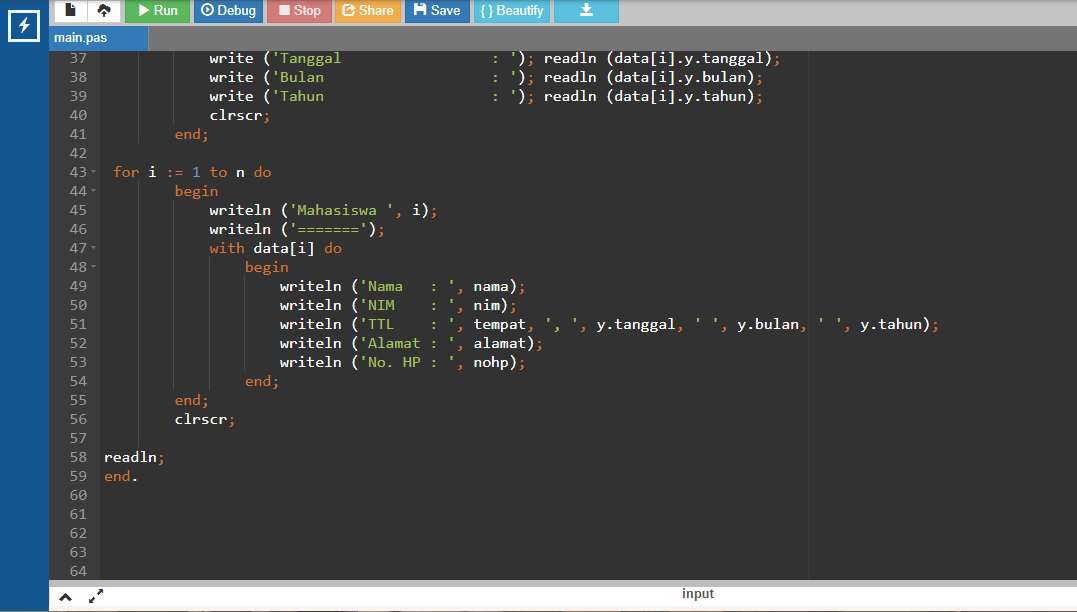 Run Debug Stop Share Save { } Beautify
main.pas
37 write ('Tanggal : '); readln (data[i].y.tanggal);
38 write ('Bulan : '); readln (data[i].y.bulan);
39 write ('Tahun : '); readln (data[i].y.tahun);
40 clrscr;
41 end;
42
43 for i := 1 to n do
44 begin
45 writeln ('Mahasiswa ', i);
46 writeln ('=======');
47 with data[i] do
48 begin
49 writeln ('Nama : ', nama);
50 writeln ('NIM : ', nim);
51 writeln ('TTL : ', tempat, ', ', y.tanggal, ' ', y.bulan, ' ', y.tahun);
52 writeln ('Alamat : ', alamat);
53 writeln ('No. HP : ', nohp);
54 end;
55 end;
56 clrscr;
57
58 readln;
59 end.
60
61
62
63
64
input